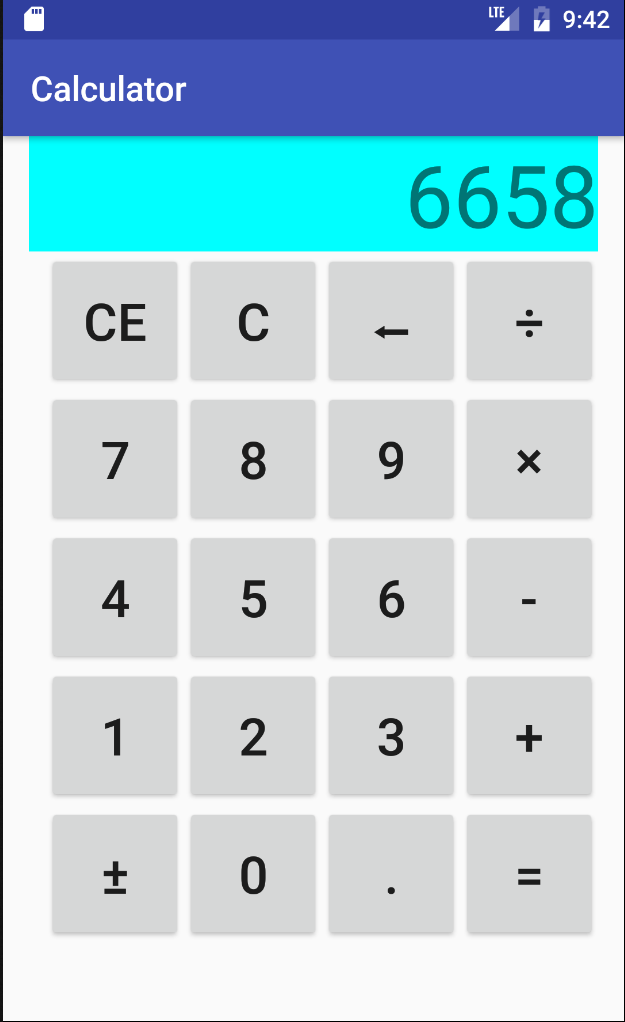 LTE 9:42
Calculator
6658
CE C ← ÷
7 8 9 ×
4 5 6 -
1 2 3 +
± 0 . =